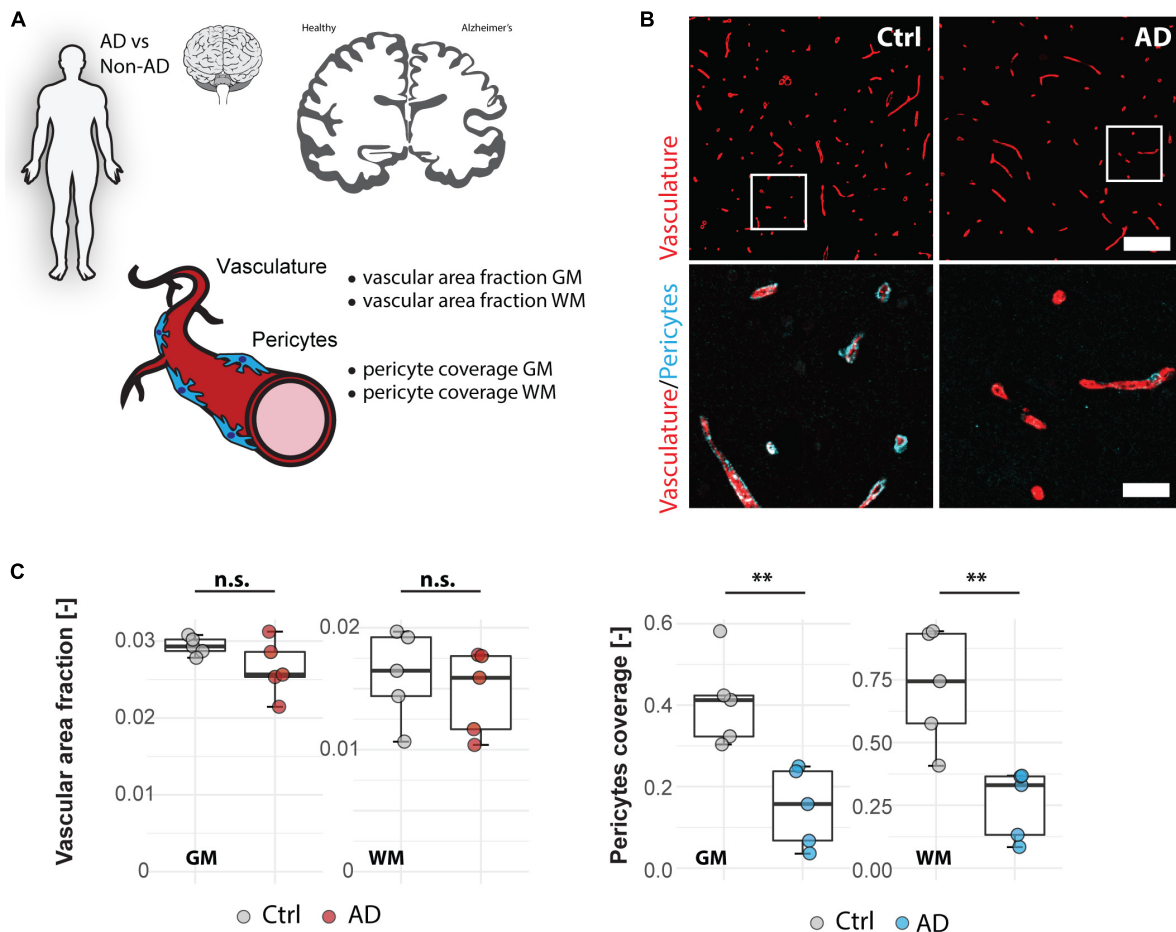 A
AD vs
Non-AD
Healthy
Alzheimer's
Vasculature
• vascular area fraction GM
• vascular area fraction WM
Pericytes
• pericyte coverage GM
• pericyte coverage WM
B
Ctrl
AD
Vasculature
Vasculature/Pericytes
C
Vascular area fraction [-]
n.s.
0.03
0.02
0.01
0
GM
n.s.
0.02
0.01
0
WM
Ctrl
AD
Pericytes coverage [-]
**
0.6
0.4
0.2
0.0
GM
**
0.75
0.50
0.25
0.00
WM
Ctrl
AD